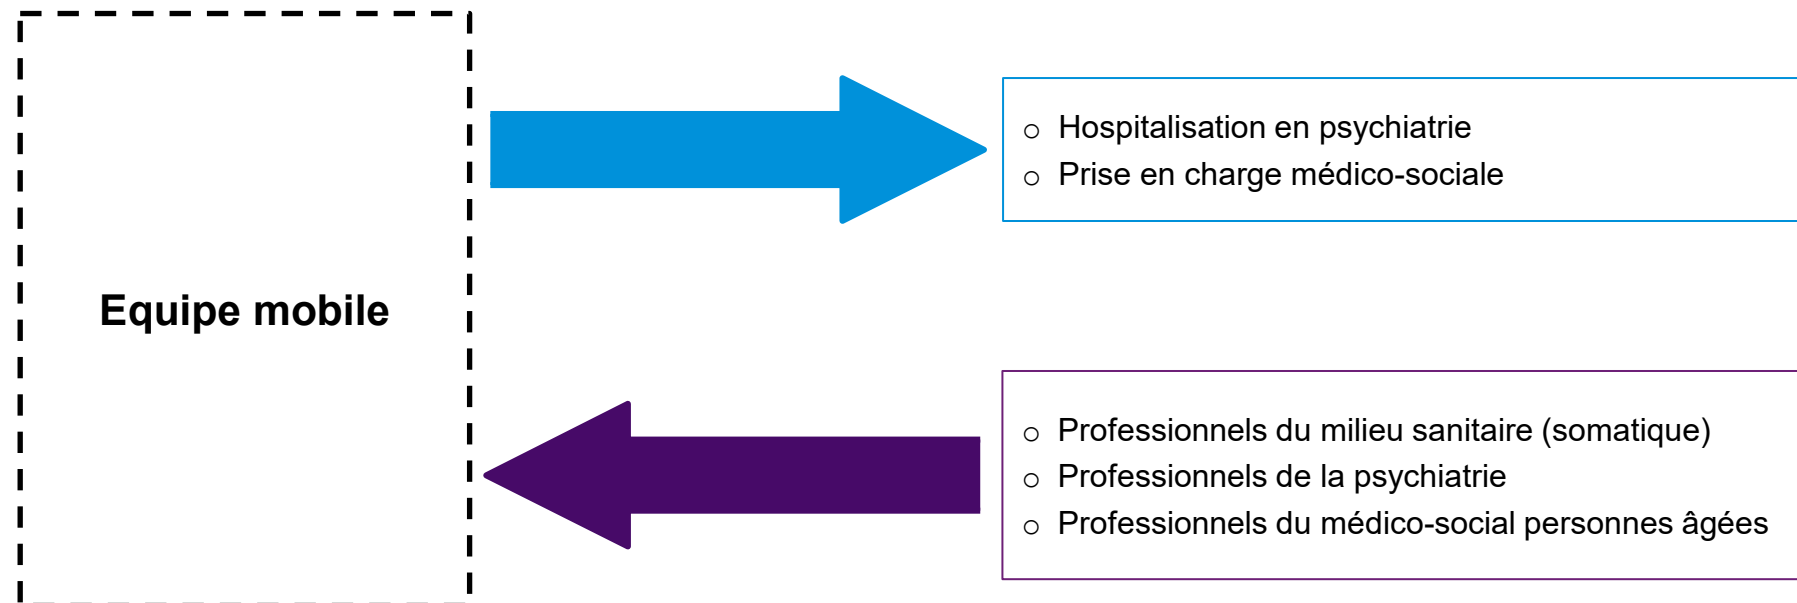 Equipe mobile
○ Hospitalisation en psychiatrie
○ Prise en charge médico-sociale
○ Professionnels du milieu sanitaire (somatique)
○ Professionnels de la psychiatrie
○ Professionnels du médico-social personnes âgées